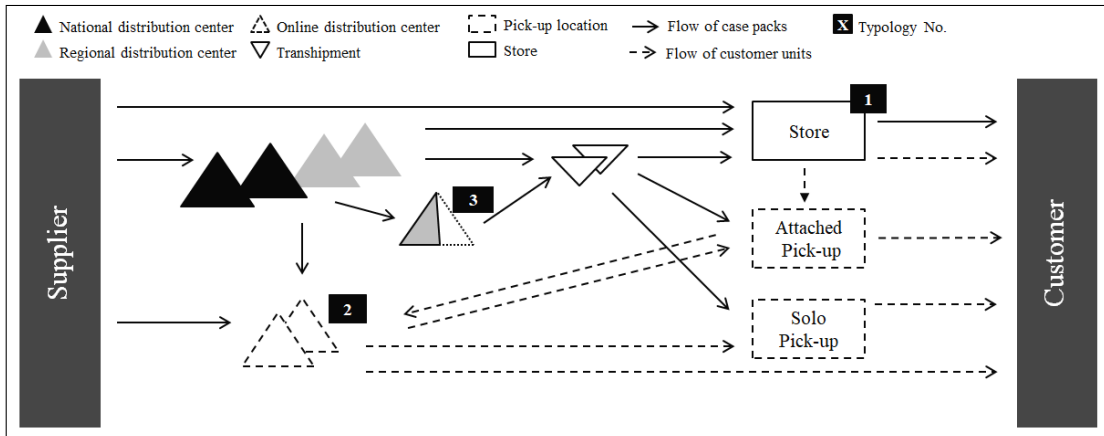 National distribution center
Online distribution center
Pick-up location
Flow of case packs
X Typology No.
Regional distribution center
Transhipment
Store
Flow of customer units
Supplier
1
Store
3
Attached
Pick-up
2
Solo
Pick-up
Customer